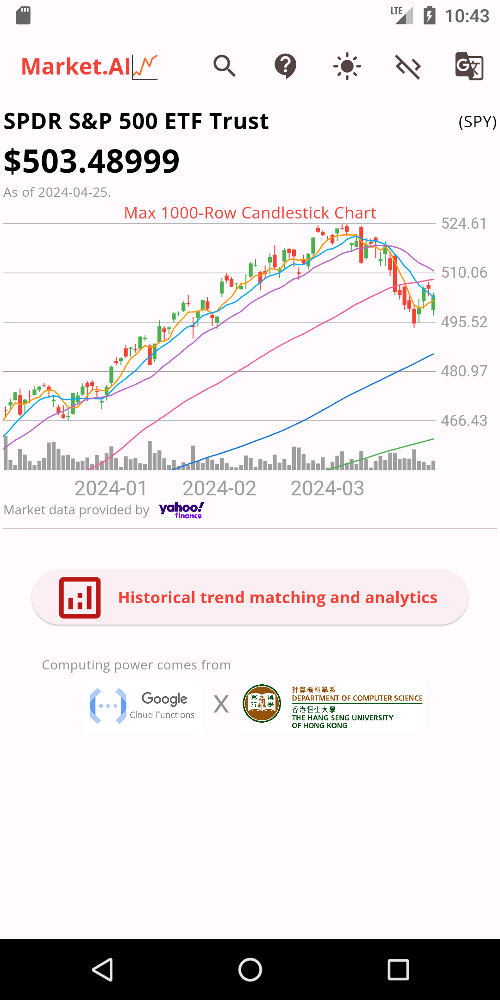 LTE 10:43
Market.AI
SPDR S&P 500 ETF Trust (SPY)
$503.48999
As of 2024-04-25.
Max 1000-Row Candlestick Chart
524.61
510.06
495.52
480.97
466.43
2024-01 2024-02 2024-03
Market data provided by yahoo! finance
Historical trend matching and analytics
Computing power comes from
Google
Cloud Functions
X
計算機科學系
DEPARTMENT OF COMPUTER SCIENCE
香港恒生大學
THE HANG SENG UNIVERSITY
OF HONG KONG